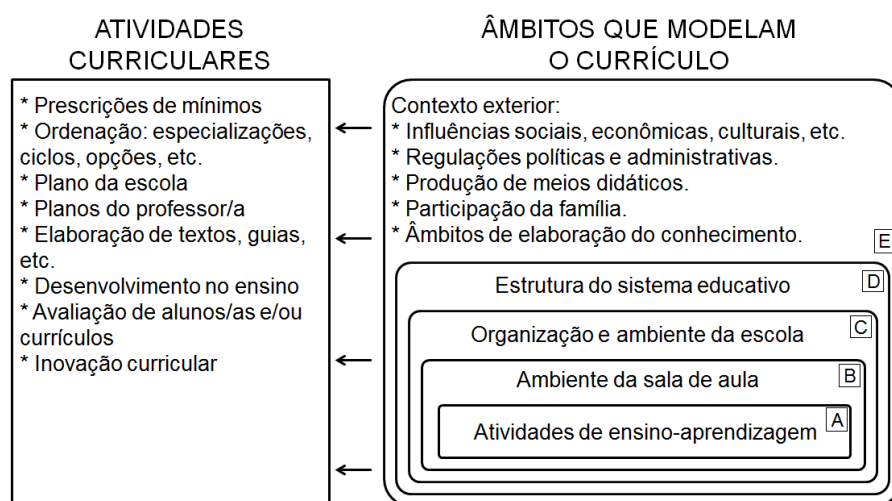 ATIVIDADES
CURRICULARES
* Prescrições de mínimos
* Ordenação: especializações,
ciclos, opções, etc.
* Plano da escola
* Planos do professor/a
* Elaboração de textos, guias,
etc.
* Desenvolvimento no ensino
* Avaliação de alunos/as e/ou
currículos
* Inovação curricular
ÂMBITOS QUE MODELAM
O CURRÍCULO
Contexto exterior:
* Influências sociais, econômicas, culturais, etc.
* Regulações políticas e administrativas.
* Produção de meios didáticos.
* Participação da família.
* Âmbitos de elaboração do conhecimento.
E
Estrutura do sistema educativo
D
Organização e ambiente da escola
C
Ambiente da sala de aula
B
Atividades de ensino-aprendizagem
A